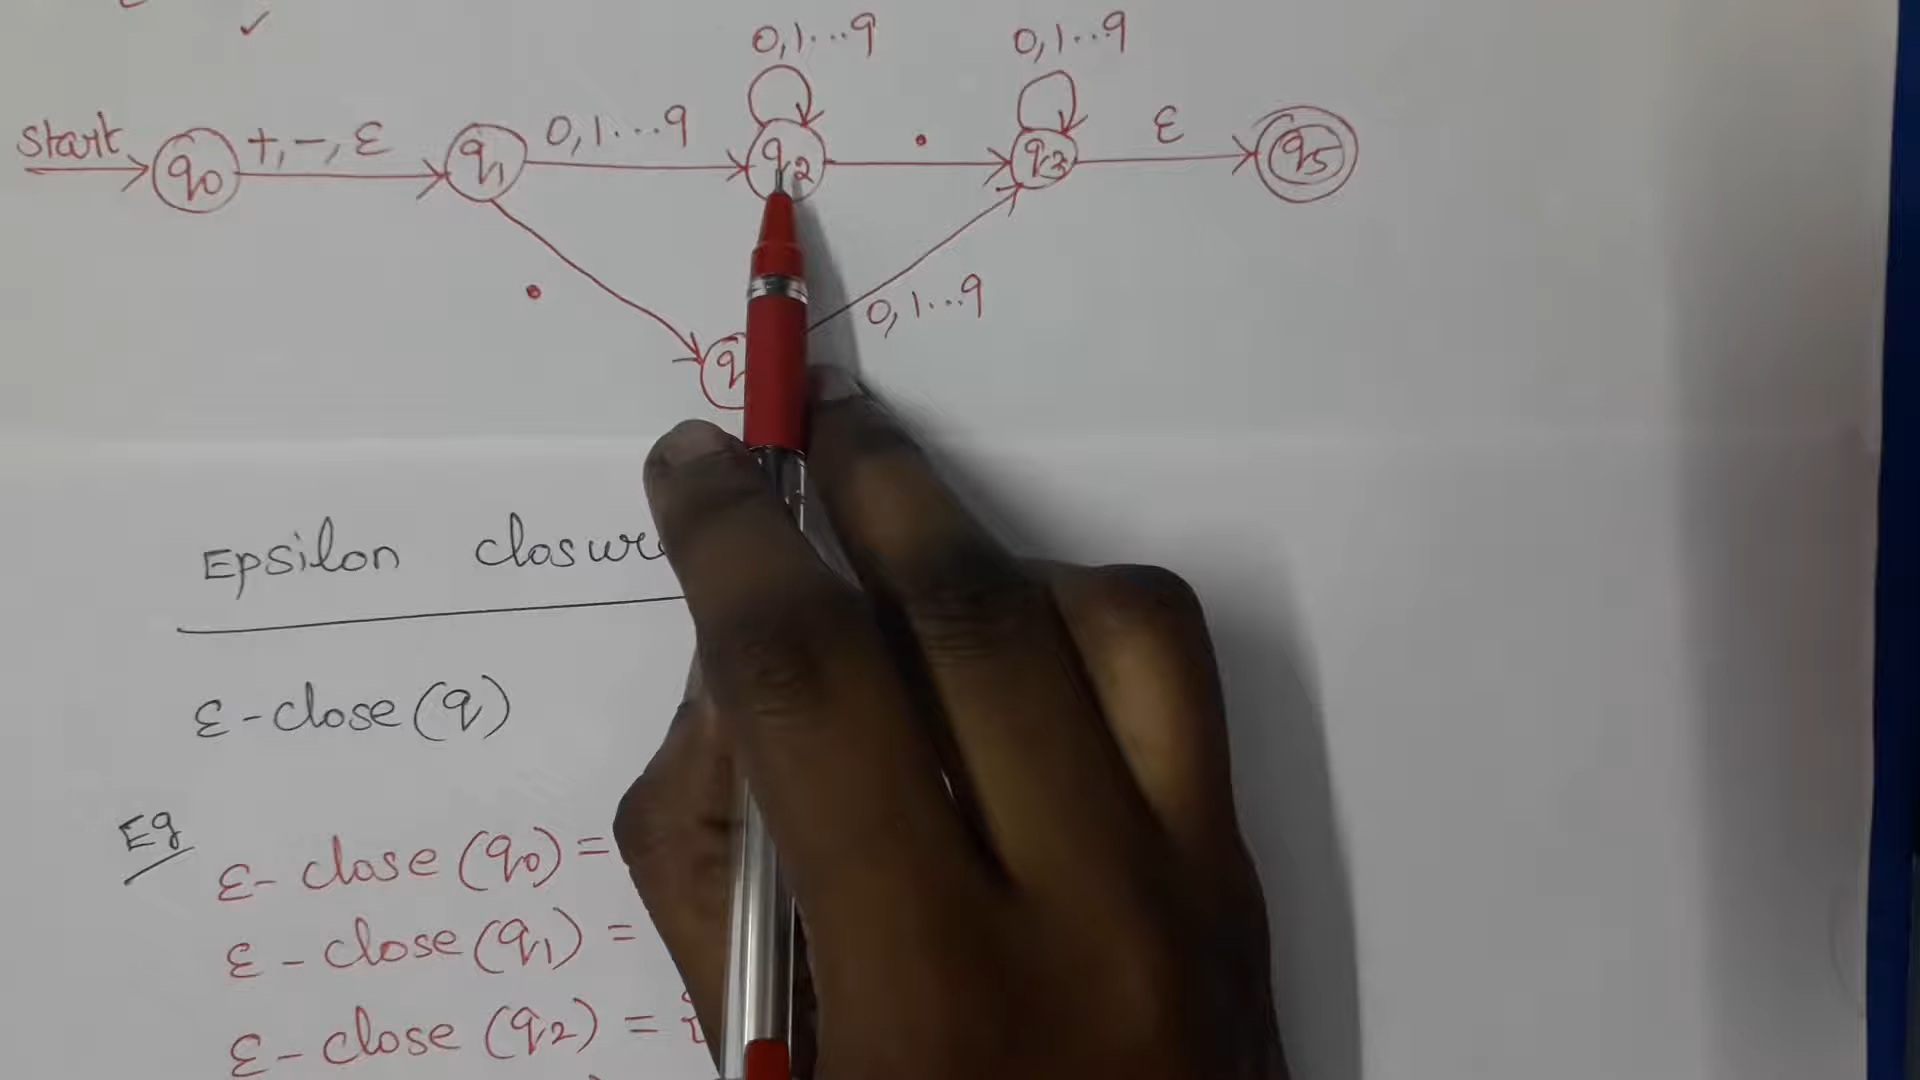 0,1...9 0,1..9
start q0 +,-,ε q1 0,1...9 q2 . q3 ε q5
. 0,1...9
q
Epsilon closure
ε-close(q)
Eg
ε- close (q0) =
ε - close (q1) =
ε - close (q2) = {